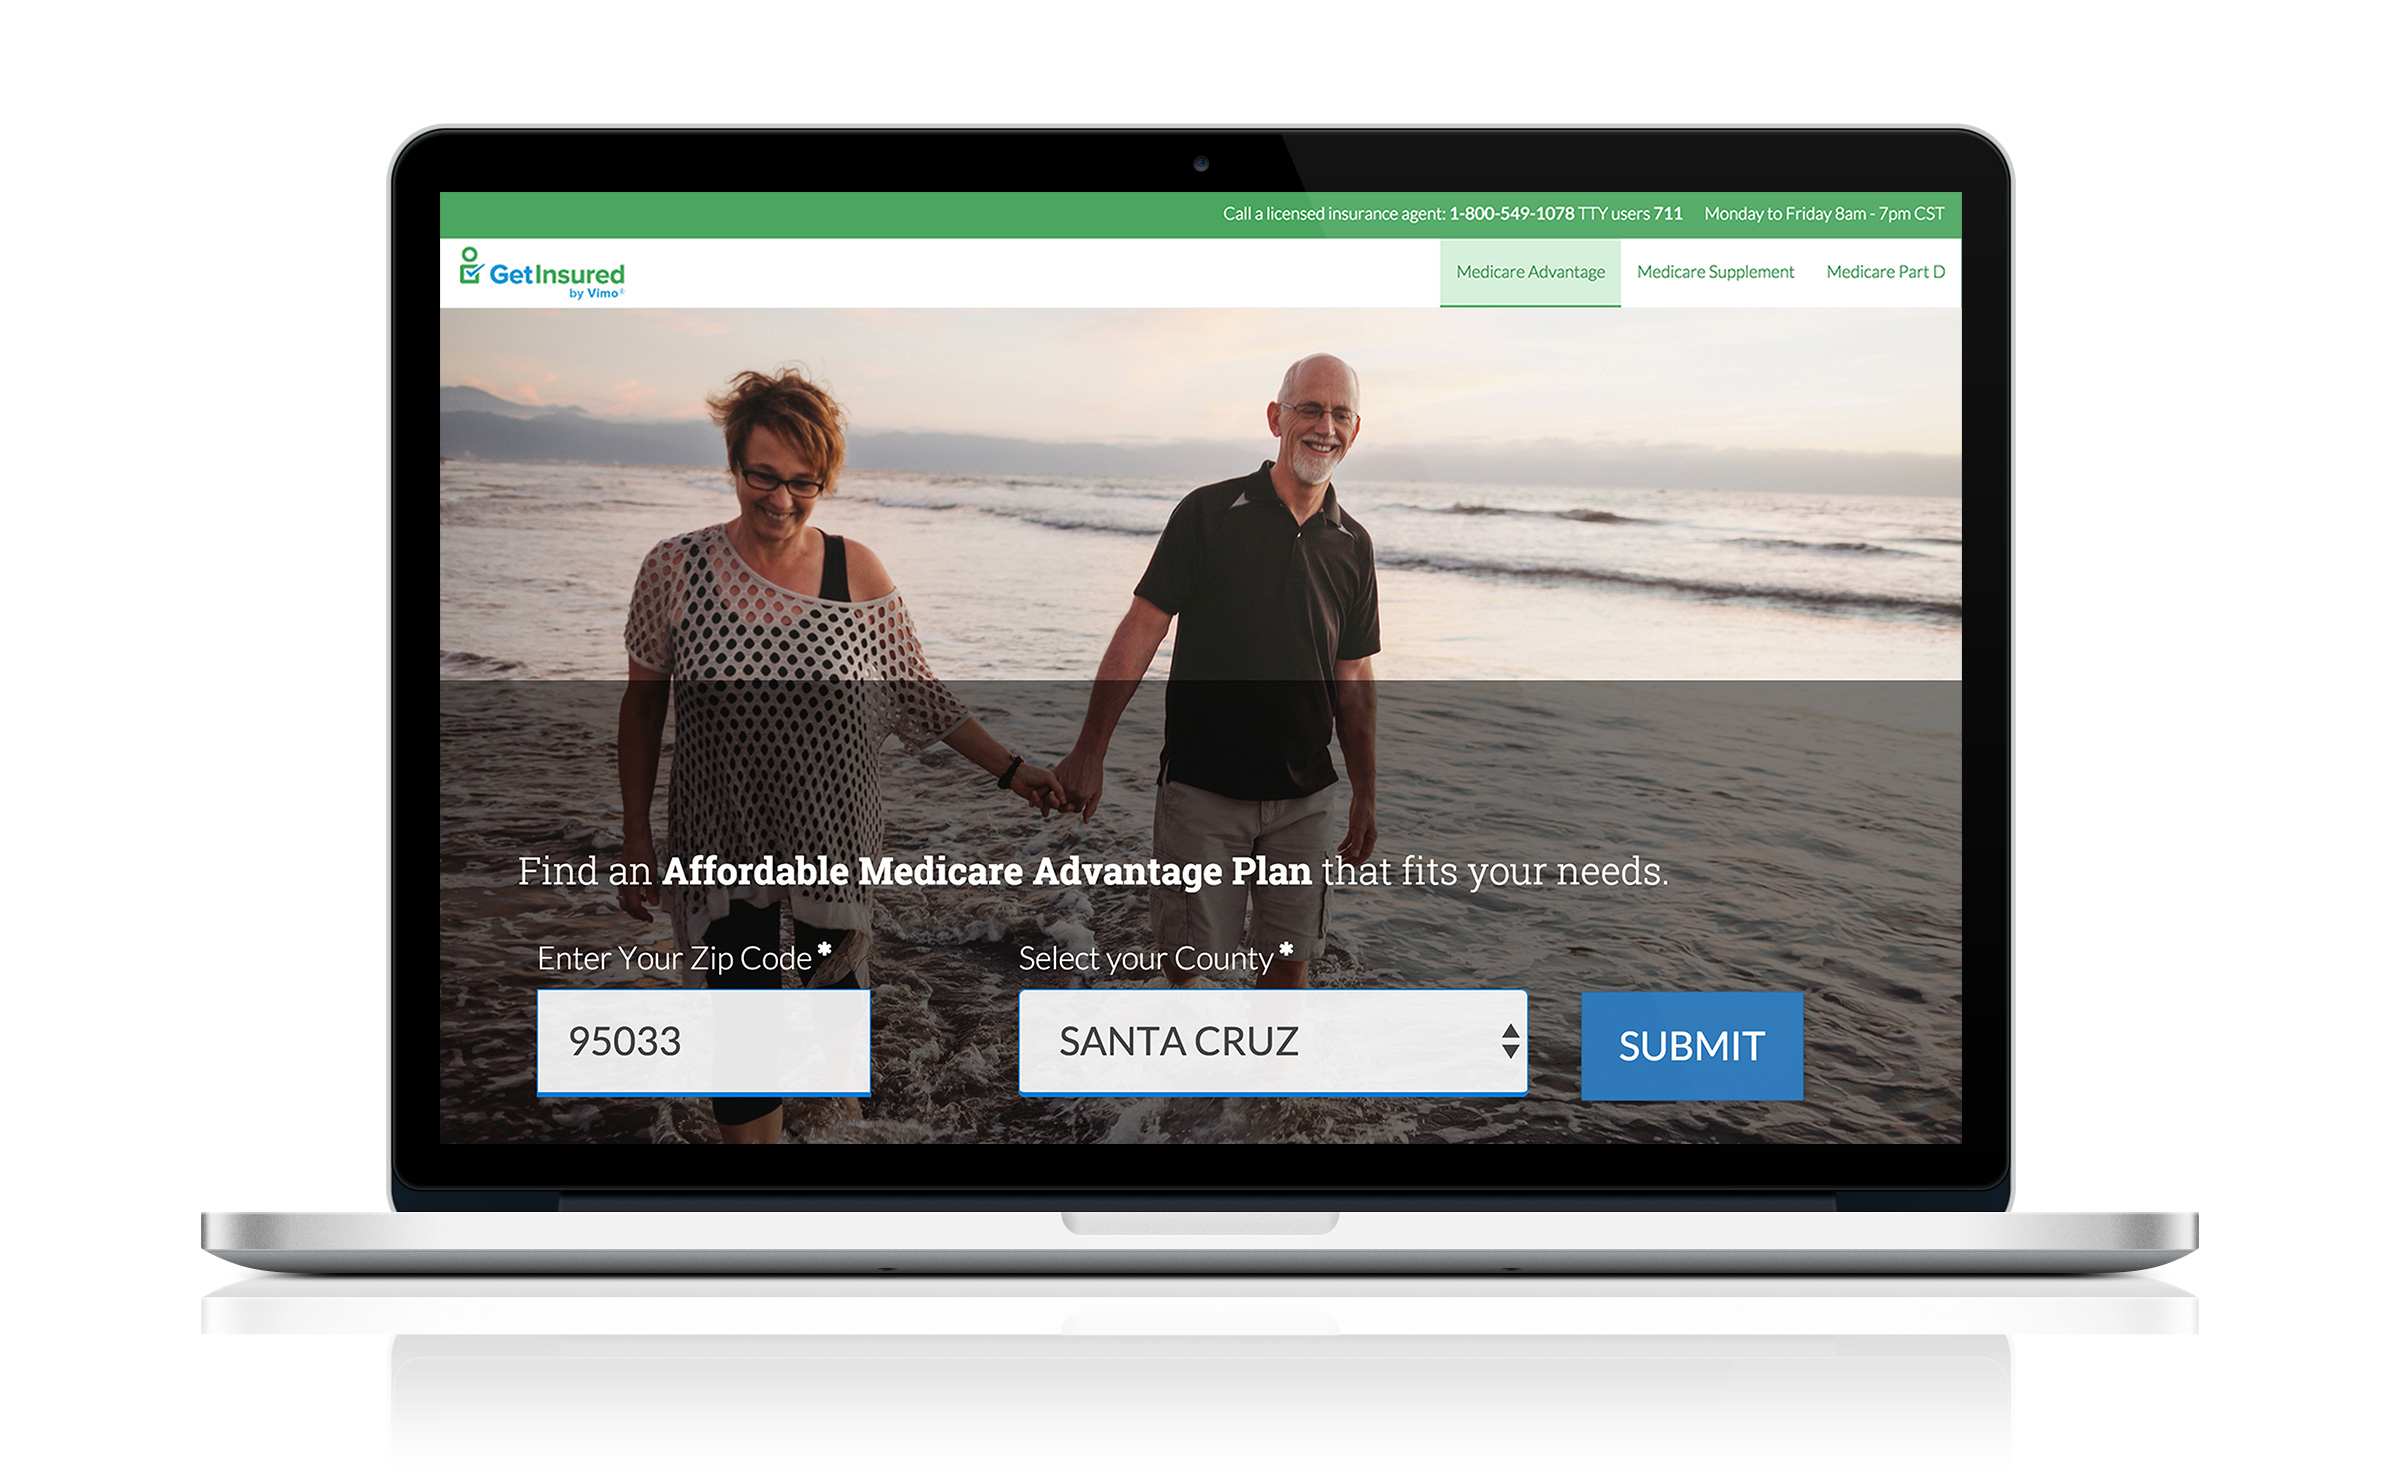 Call a licensed insurance agent: 1-800-549-1078 TTY users 711 Monday to Friday 8am - 7pm CST
GetInsured
by Vimo®
Medicare Advantage Medicare Supplement Medicare Part D
Find an Affordable Medicare Advantage Plan that fits your needs.
Enter Your Zip Code* Select your County*
95033 SANTA CRUZ SUBMIT